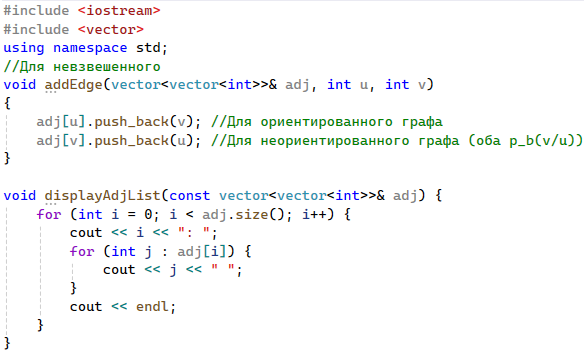 #include <iostream>
#include <vector>
using namespace std;
//Для невзвешенного
void addEdge(vector<vector<int>>& adj, int u, int v)
{
    adj[u].push_back(v); //Для ориентированного графа
    adj[v].push_back(u); //Для неориентированного графа (оба p_b(v/u))
}

void displayAdjList(const vector<vector<int>>& adj) {
    for (int i = 0; i < adj.size(); i++) {
        cout << i << ": ";
        for (int j : adj[i]) {
            cout << j << " ";
        }
        cout << endl;
    }
}